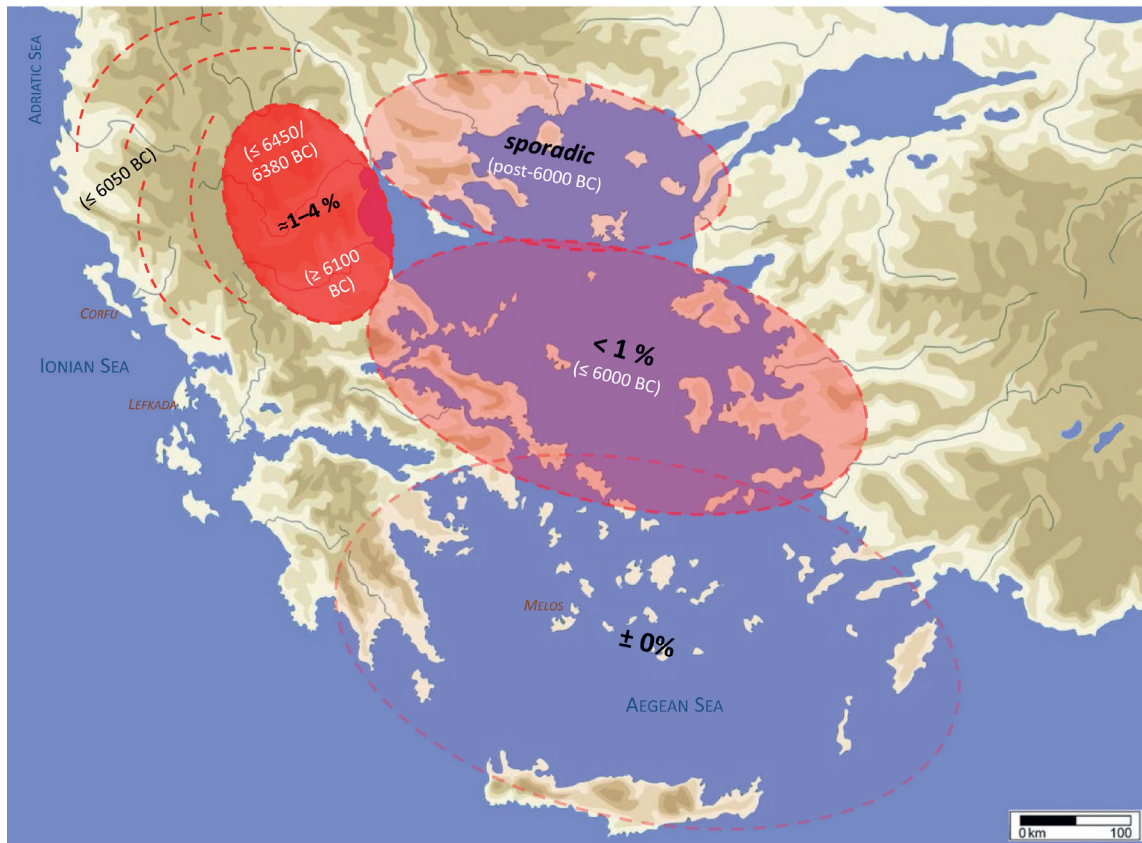 ADRIATIC SEA
(≤ 6050 BC)
(≤ 6450/
6380 BC)
≈1–4 %
(≥ 6100
BC)
sporadic
(post-6000 BC)
< 1 %
(≤ 6000 BC)
CORFU
IONIAN SEA
LEFKADA
MELOS
± 0%
AEGEAN SEA
0 km 100